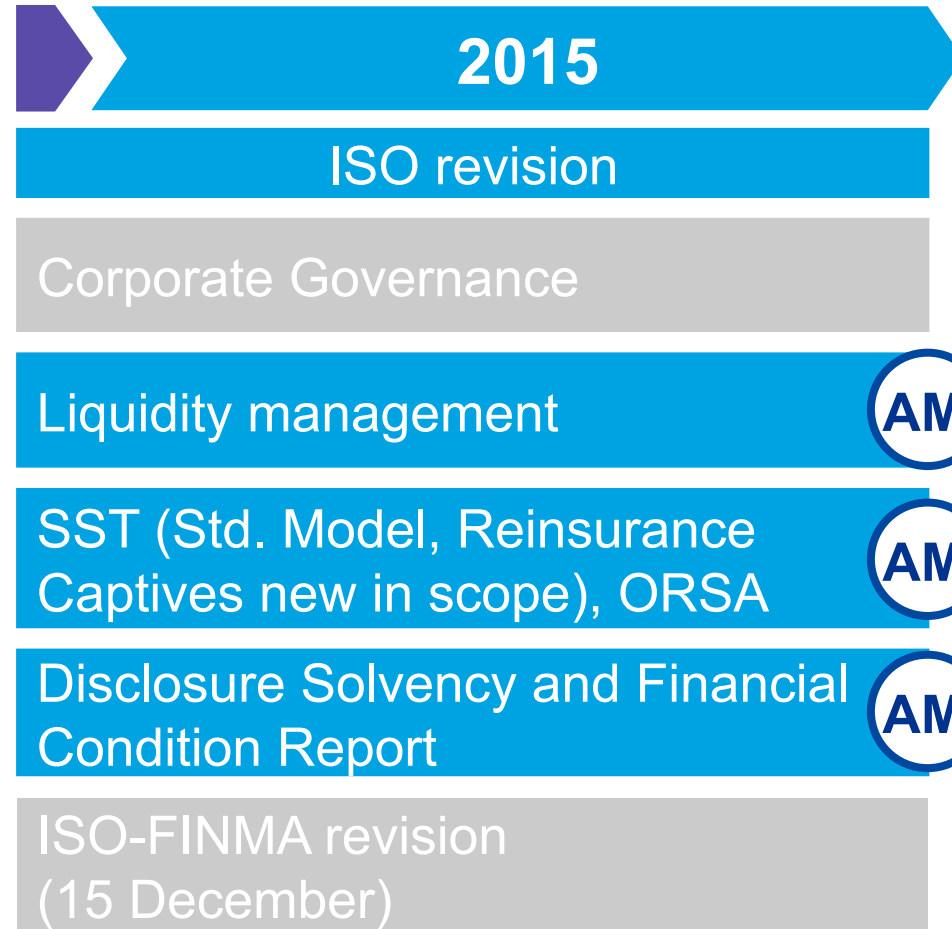 2015
ISO revision
Corporate Governance
Liquidity management
AM
SST (Std. Model, Reinsurance
Captives new in scope), ORSA
AM
Disclosure Solvency and Financial
Condition Report
AM
ISO-FINMA revision
(15 December)